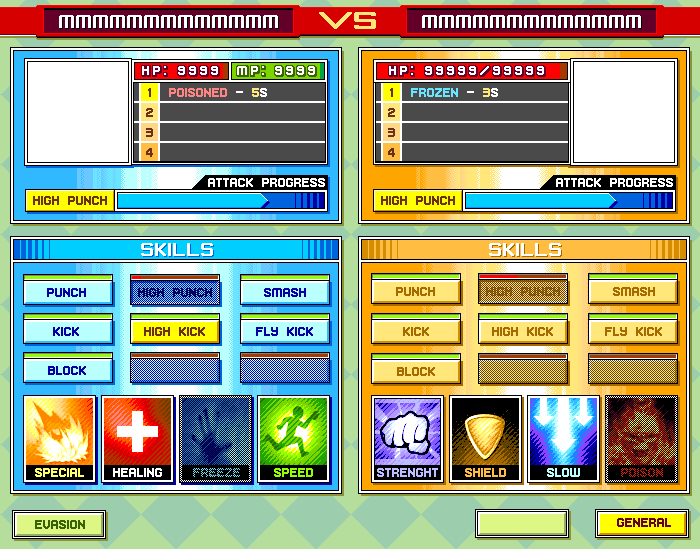 mmmmmmmmmmmmm VS mmmmmmmmmmmmm
HP: 9999 MP: 9999
1 POISONED - 5S
2
3
4
ATTACK PROGRESS
HIGH PUNCH
HP: 99999/99999
1 FROZEN - 3S
2
3
4
ATTACK PROGRESS
HIGH PUNCH
SKILLS
PUNCH HIGH PUNCH SMASH
KICK HIGH KICK FLY KICK
BLOCK
SPECIAL HEALING FREEZE SPEED
SKILLS
PUNCH HIGH PUNCH SMASH
KICK HIGH KICK FLY KICK
BLOCK
STRENGHT SHIELD SLOW POISON
EVASION
GENERAL